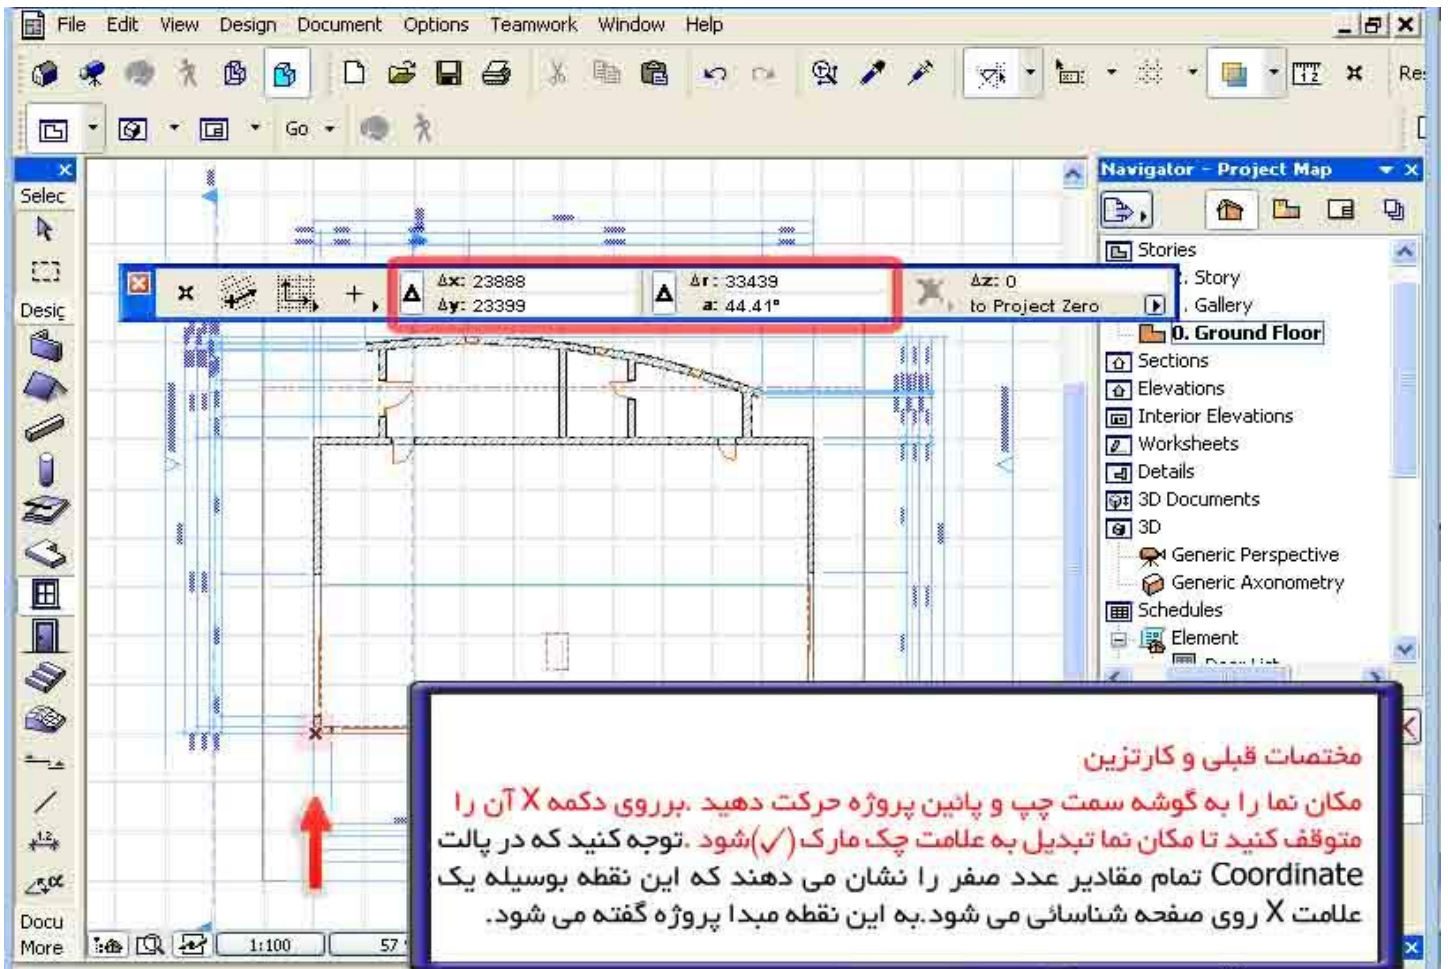 File Edit View Design Document Options Teamwork Window Help
Go
Selec
Desig
Docu
More
Δx: 23888
Δy: 23399
Δr: 33439
a: 44.41°
Δz: 0
to Project Zero
Navigator - Project Map
Stories
. Story
. Gallery
0. Ground Floor
Sections
Elevations
Interior Elevations
Worksheets
Details
3D Documents
3D
Generic Perspective
Generic Axonometry
Schedules
Element
1:100
57
مختصات قبلی و کارتزین
مکان نما را به گوشه سمت چپ و پائین پروژه حرکت دهید .برروی دکمه X آن را
متوقف کنید تا مکان نما تبدیل به علامت چک مارک(✓)شود .توجه کنید که در پالت
Coordinate تمام مقادیر عدد صفر را نشان می دهند که این نقطه بوسیله یک
علامت X روی صفحه شناسائی می شود.به این نقطه مبدا پروژه گفته می شود.